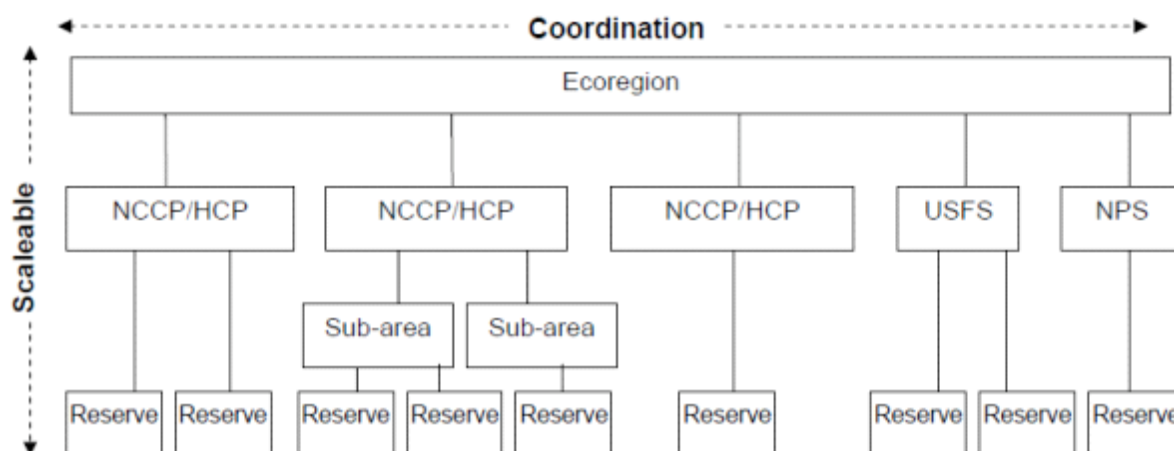 Coordination
Ecoregion
Scaleable
NCCP/HCP NCCP/HCP NCCP/HCP USFS NPS
Sub-area Sub-area
Reserve Reserve Reserve Reserve Reserve Reserve Reserve Reserve Reserve